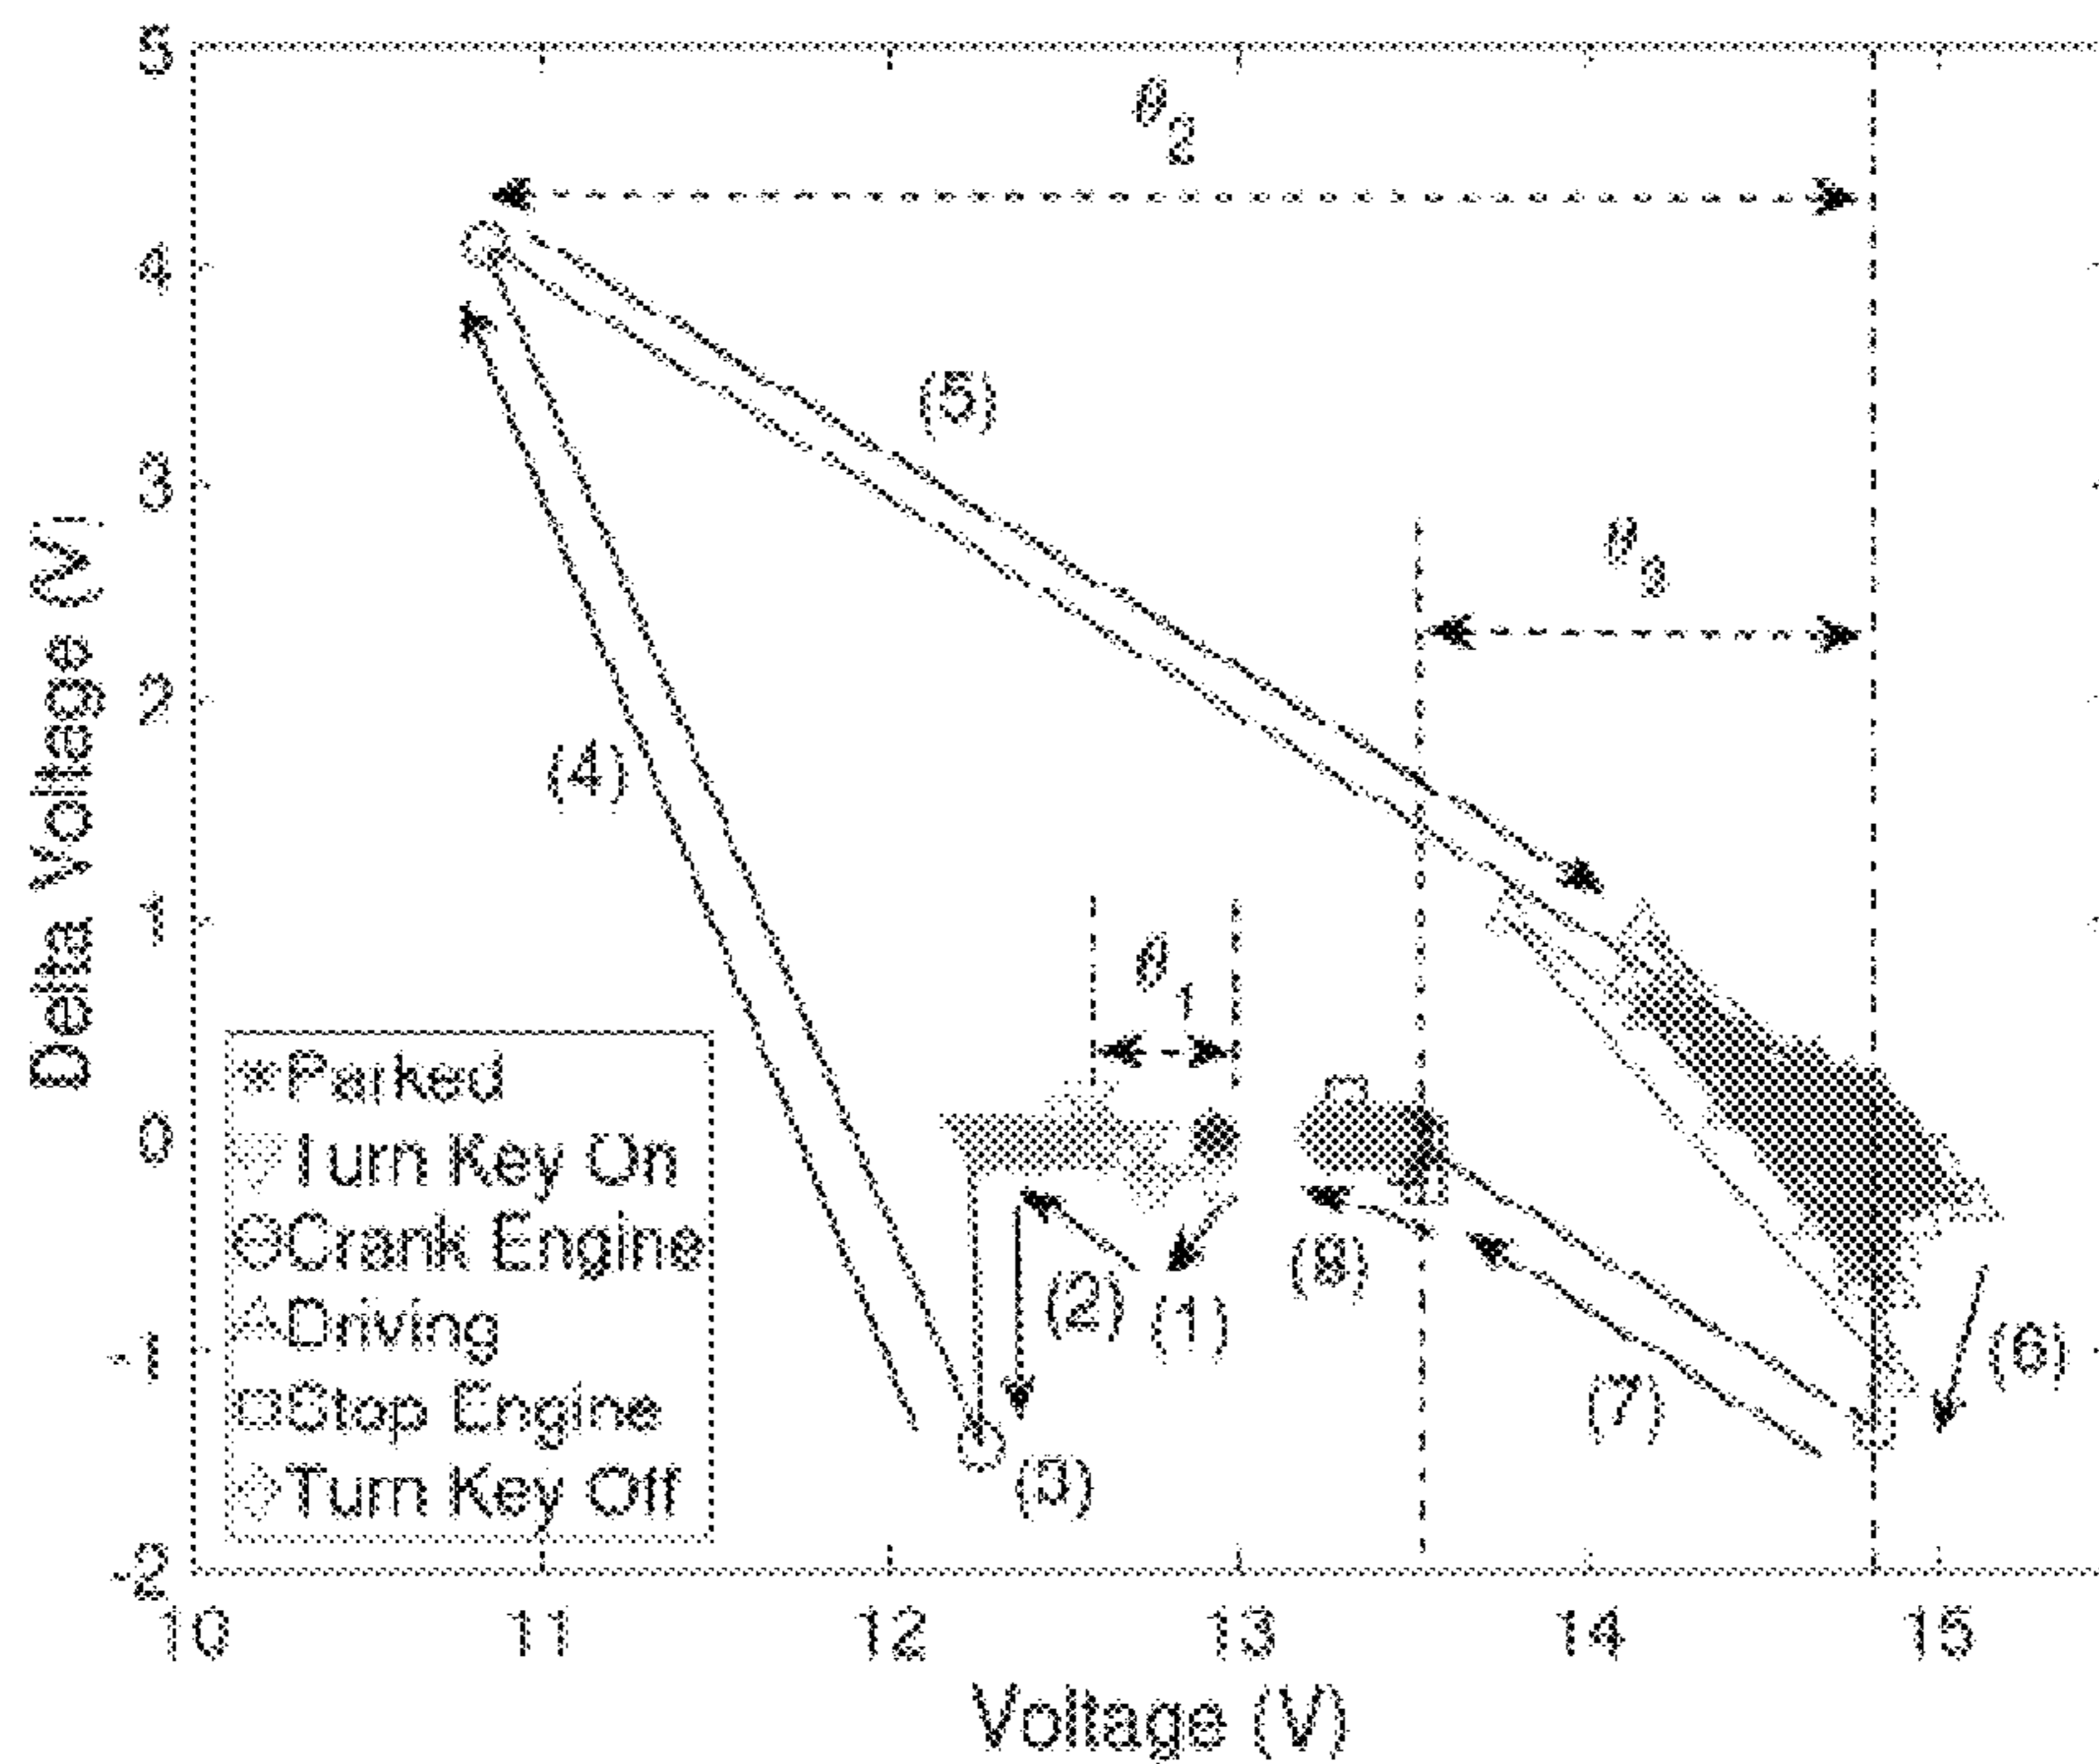 5
θ2
4
(5)
3
θ3
Delta Voltage (V)
2
(4)
1
θ1
Parked
Turn Key On
0
Crank Engine
(8)
(2)
(1)
Driving
-1
(6)
Stop Engine
(7)
Turn Key Off
(3)
-2
10 11 12 13 14 15
Voltage (V)